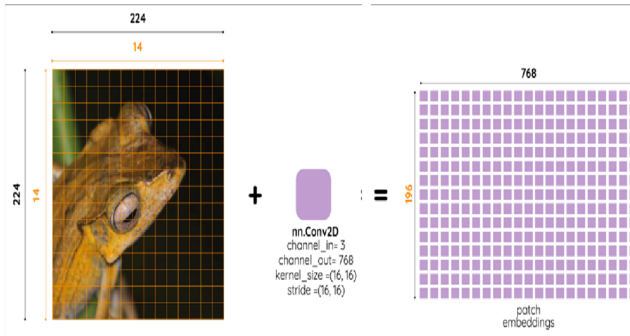 224
14
224
14
+
nn.Conv2D
channel_in= 3
channel_out= 768
kernel_size =(16, 16)
stride =(16, 16)
=
768
196
patch
embeddings